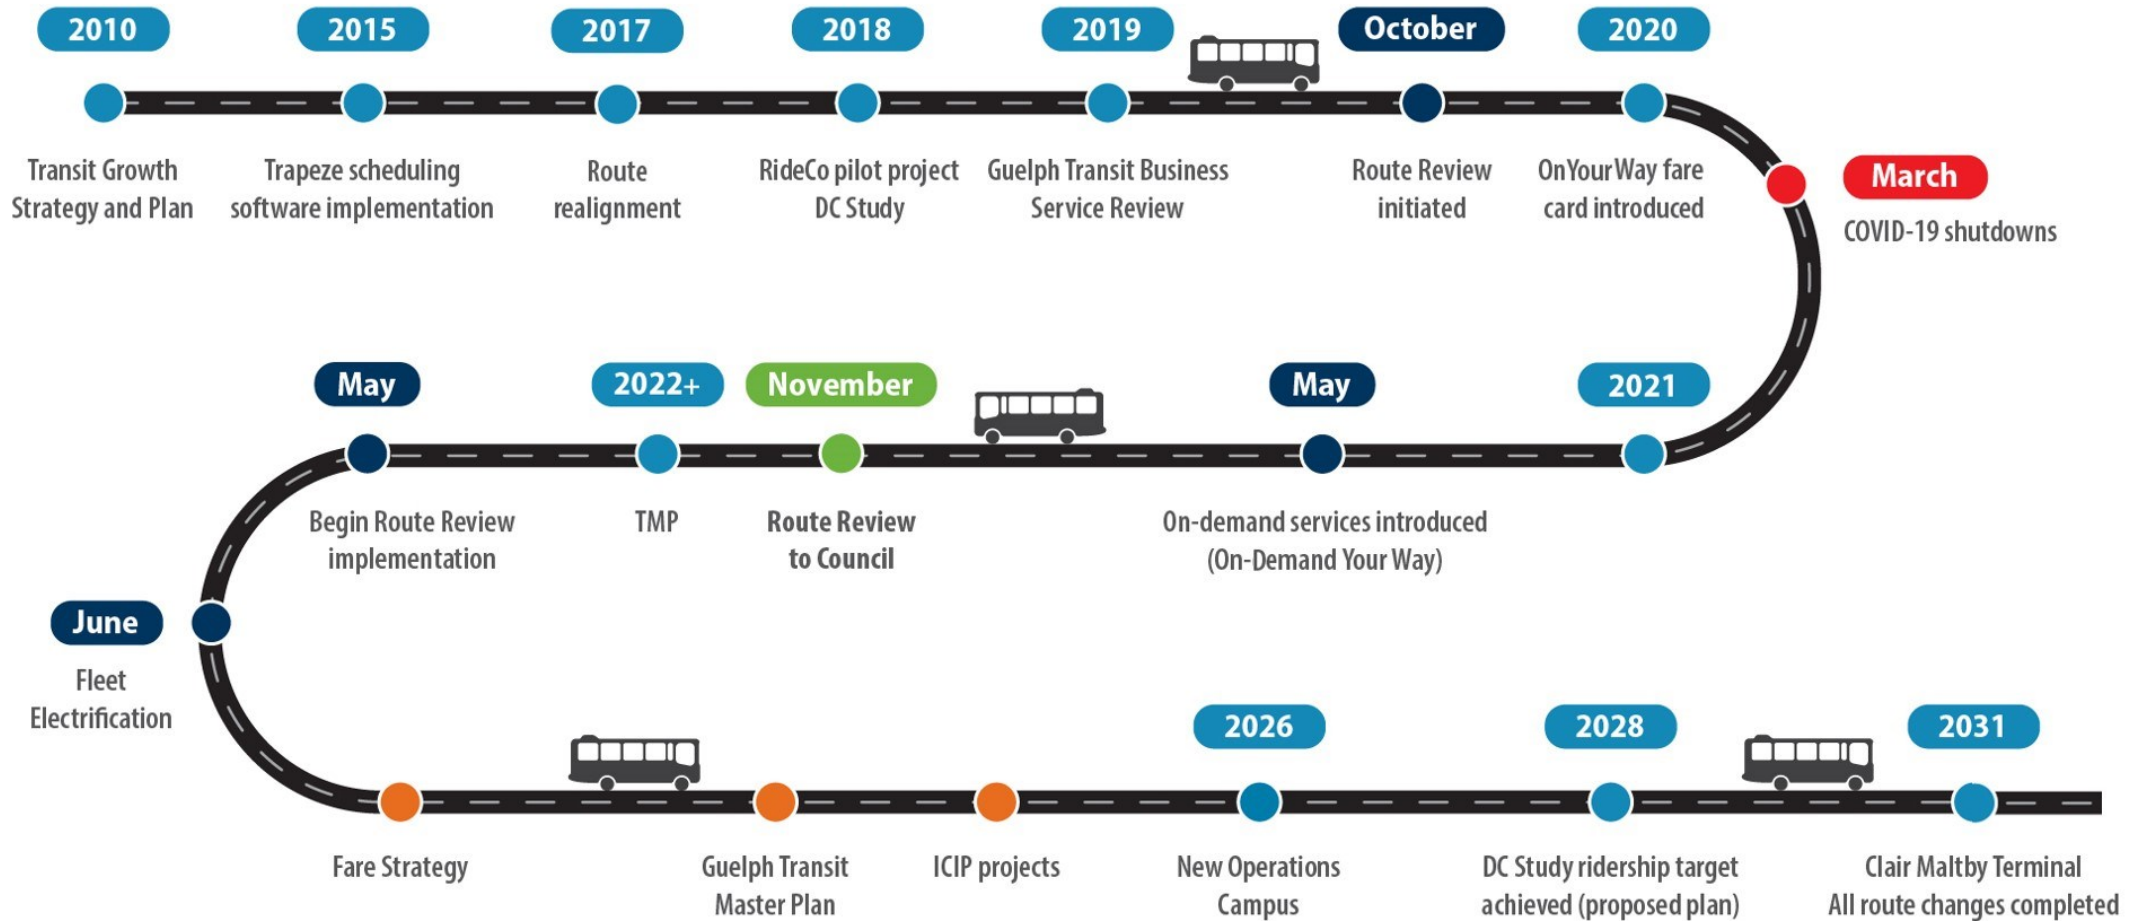 2010
Transit Growth
Strategy and Plan
2015
Trapeze scheduling
software implementation
2017
Route
realignment
2018
RideCo pilot project
DC Study
2019
Guelph Transit Business
Service Review
October
Route Review
initiated
2020
OnYourWay fare
card introduced
March
COVID-19 shutdowns
2021
May
On-demand services introduced
(On-Demand Your Way)
November
Route Review
to Council
2022+
TMP
May
Begin Route Review
implementation
June
Fleet
Electrification
Fare Strategy
Guelph Transit
Master Plan
ICIP projects
2026
New Operations
Campus
2028
DC Study ridership target
achieved (proposed plan)
2031
Clair Maltby Terminal
All route changes completed